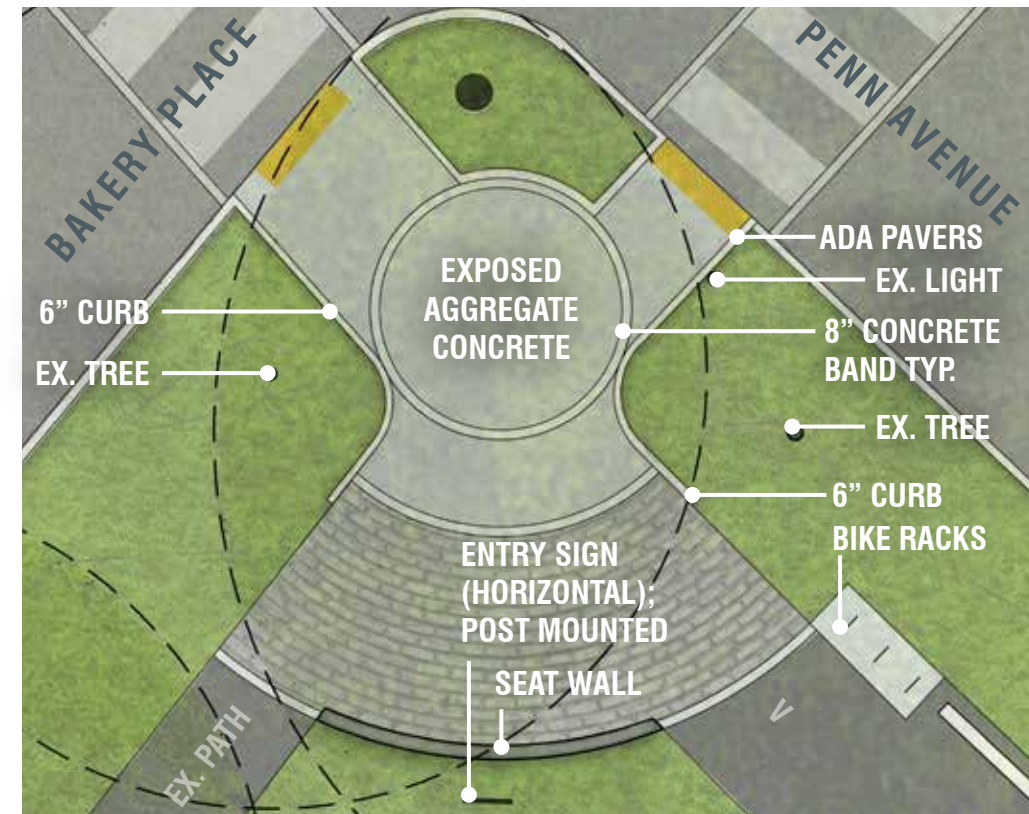 BAKERY PLACE
PENN AVENUE
ADA PAVERS
EX. LIGHT
EXPOSED
AGGREGATE
CONCRETE
6” CURB
8” CONCRETE
BAND TYP.
EX. TREE
EX. TREE
6” CURB
BIKE RACKS
ENTRY SIGN
(HORIZONTAL);
POST MOUNTED
SEAT WALL
EX. PATH
V